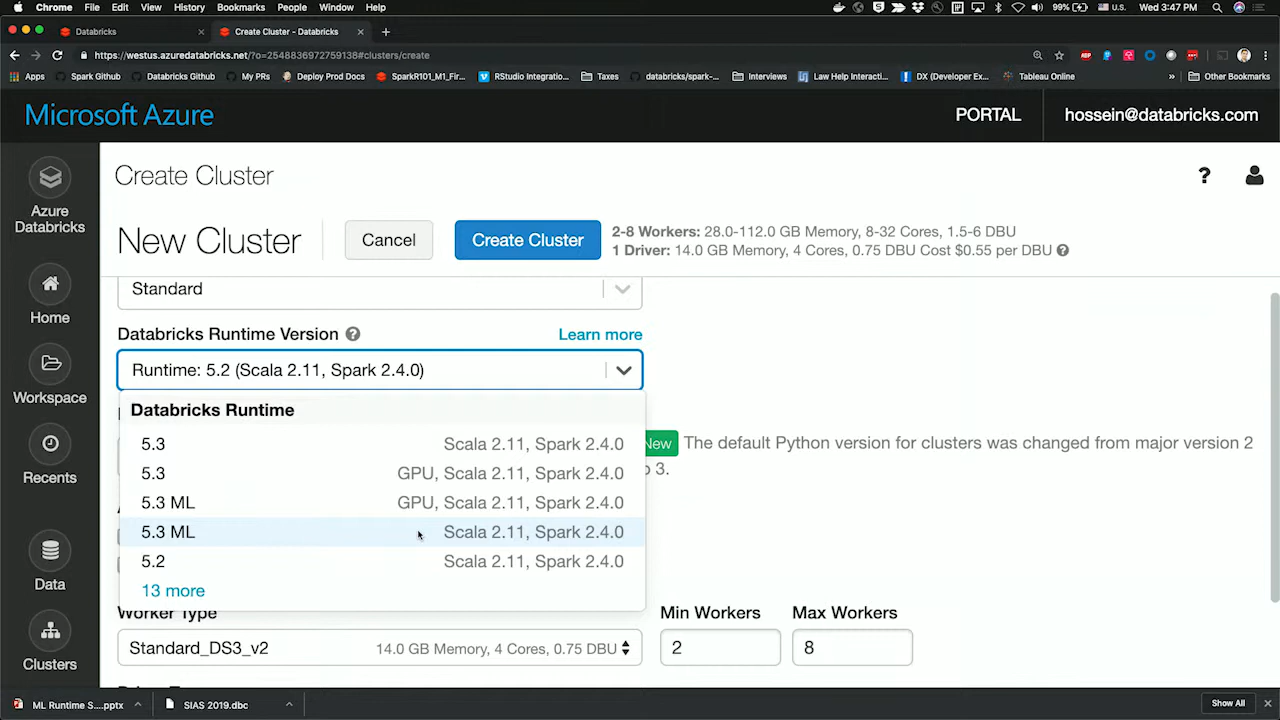 Chrome File Edit View History Bookmarks People Window Help 99% U.S. Wed 3:47 PM
Databricks Create Cluster - Databricks
https://westus.azuredatabricks.net/?o=2548836972759138#clusters/create
Apps Spark Github Databricks Github My PRs Deploy Prod Docs SparkR101_M1_Fir... RStudio Integratio... Taxes databricks/spark-... Interviews Law Help Interacti... DX (Developer Ex... Tableau Online » Other Bookmarks
Microsoft Azure PORTAL hossein@databricks.com
Azure Databricks
Home
Workspace
Recents
Data
Clusters
Create Cluster
New Cluster Cancel Create Cluster
2-8 Workers: 28.0-112.0 GB Memory, 8-32 Cores, 1.5-6 DBU
1 Driver: 14.0 GB Memory, 4 Cores, 0.75 DBU Cost $0.55 per DBU
Standard
Databricks Runtime Version Learn more
Runtime: 5.2 (Scala 2.11, Spark 2.4.0)
Databricks Runtime
5.3 Scala 2.11, Spark 2.4.0
5.3 GPU, Scala 2.11, Spark 2.4.0
5.3 ML GPU, Scala 2.11, Spark 2.4.0
5.3 ML Scala 2.11, Spark 2.4.0
5.2 Scala 2.11, Spark 2.4.0
13 more
New The default Python version for clusters was changed from major version 2
o 3.
Worker Type Min Workers Max Workers
Standard_DS3_v2 14.0 GB Memory, 4 Cores, 0.75 DBU 2 8
ML Runtime S....pptx SIAS 2019.dbc Show All